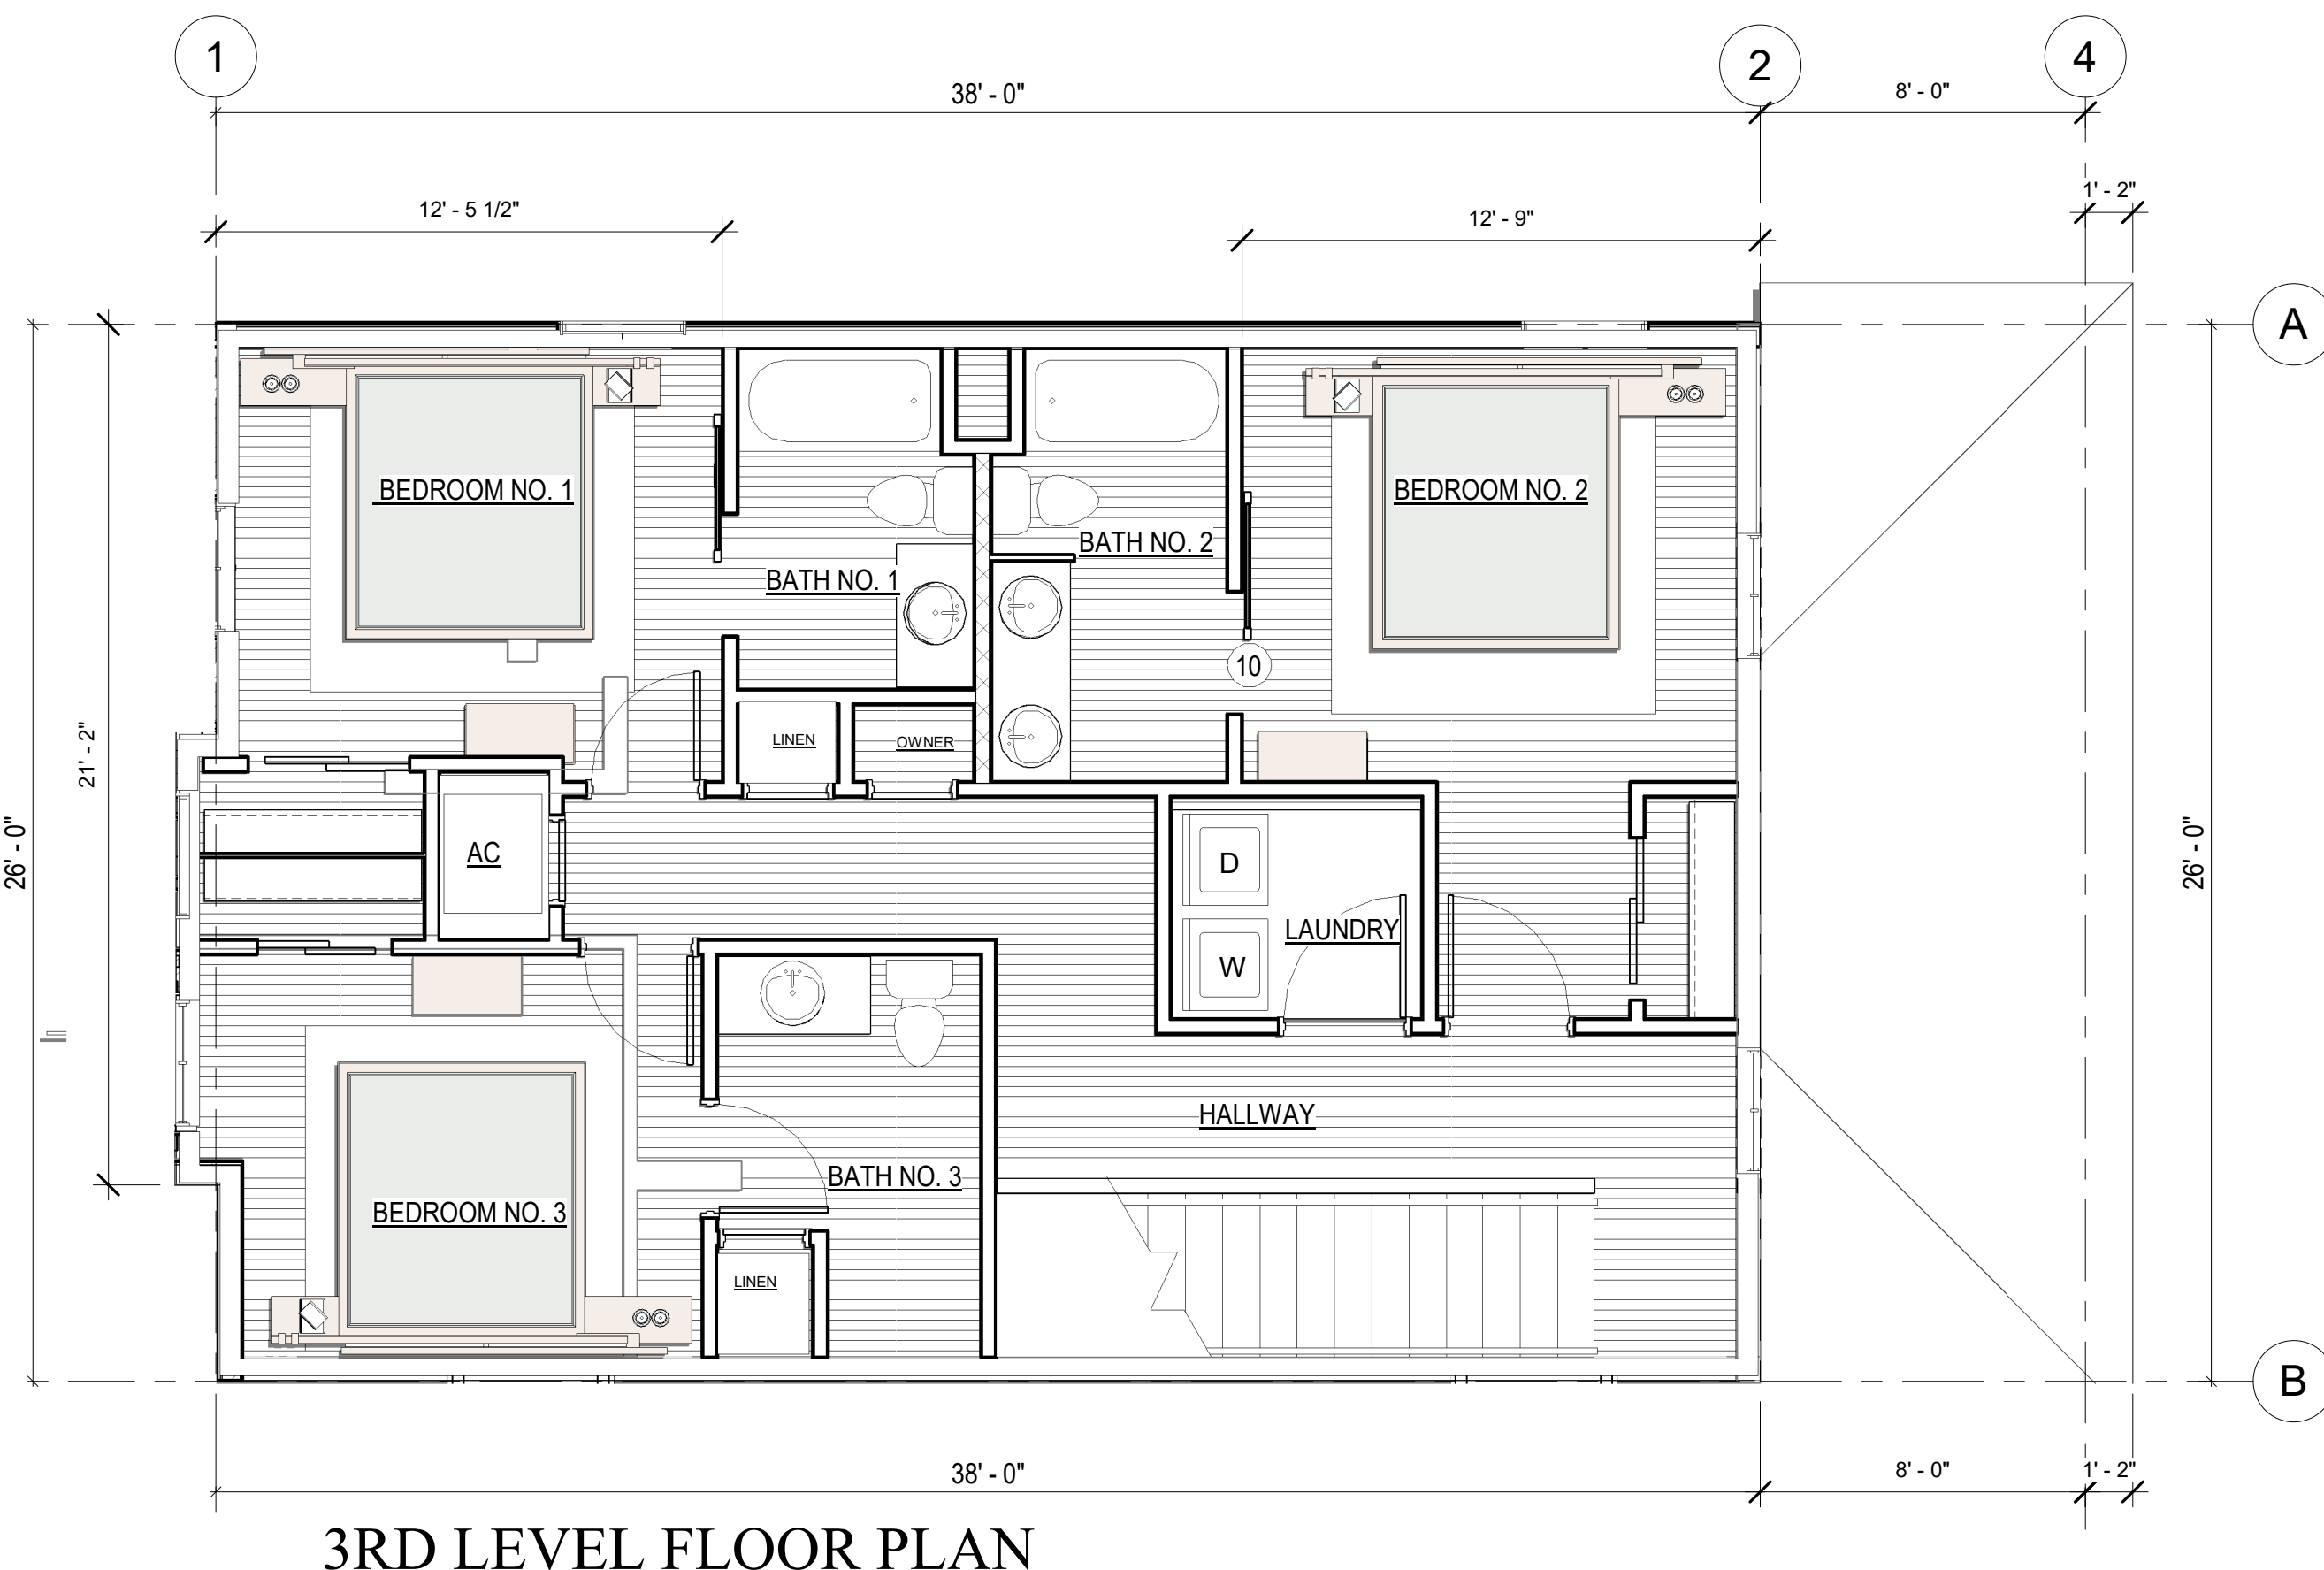 1
2
4
38' - 0"
8' - 0"
1' - 2"
12' - 5 1/2"
12' - 9"
A
BEDROOM NO. 1
BEDROOM NO. 2
BATH NO. 2
BATH NO. 1
10
21' - 2"
LINEN
OWNER
26' - 0"
AC
D
26' - 0"
LAUNDRY
W
HALLWAY
BATH NO. 3
BEDROOM NO. 3
LINEN
B
38' - 0"
8' - 0"
1' - 2"
3RD LEVEL FLOOR PLAN